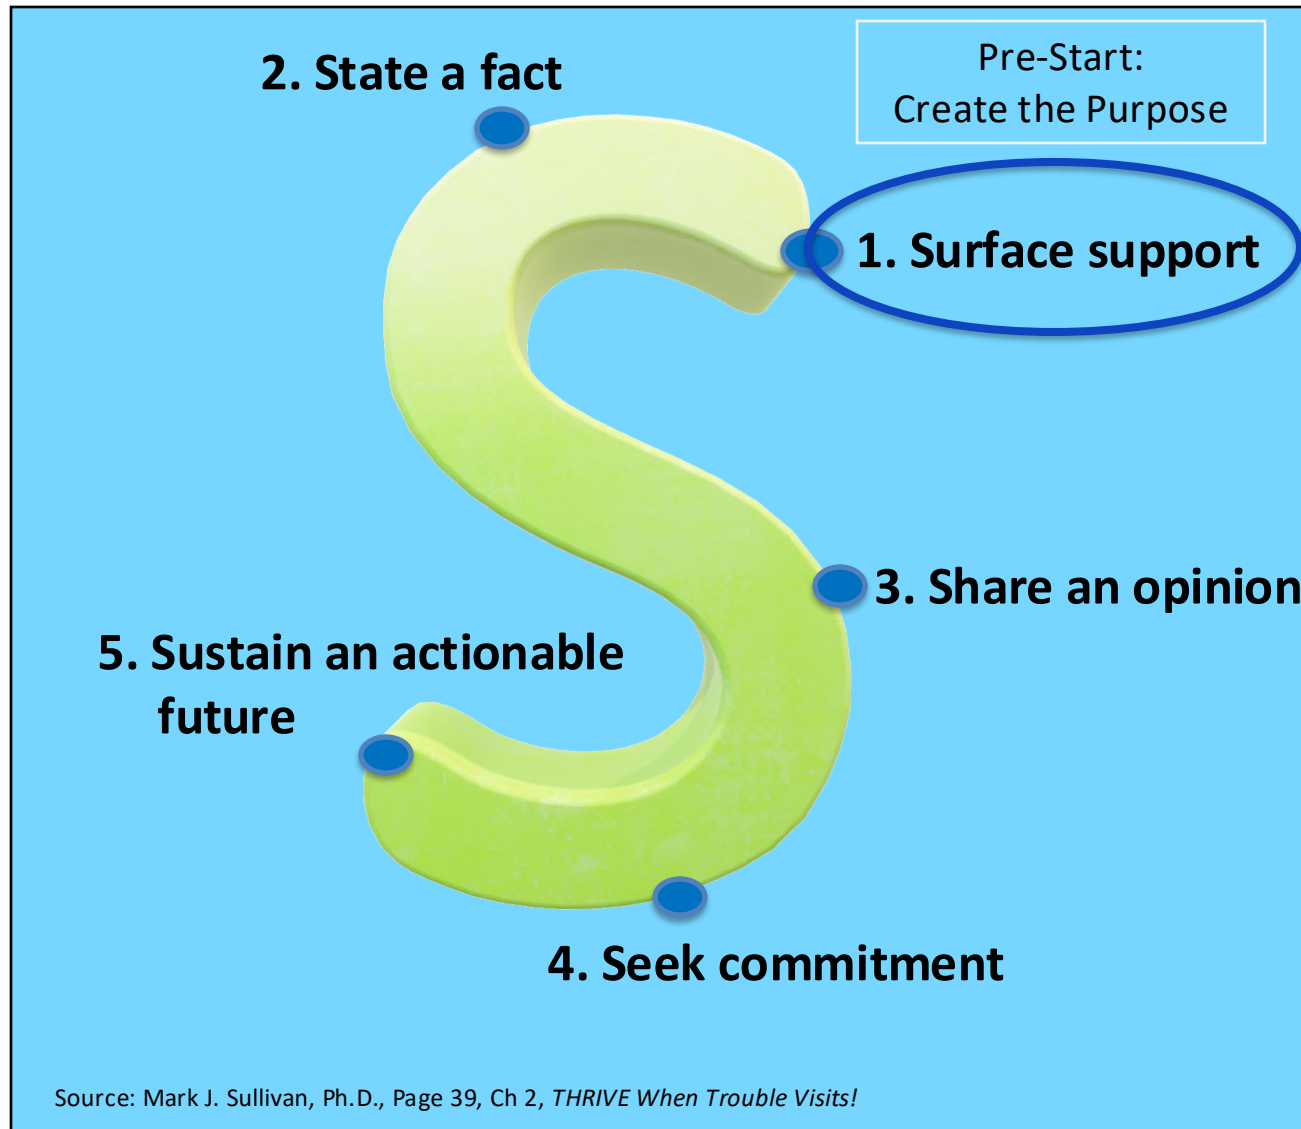 Pre-Start:
Create the Purpose
1. Surface support
2. State a fact
3. Share an opinion
4. Seek commitment
5. Sustain an actionable
future
Source: Mark J. Sullivan, Ph.D., Page 39, Ch 2, THRIVE When Trouble Visits!